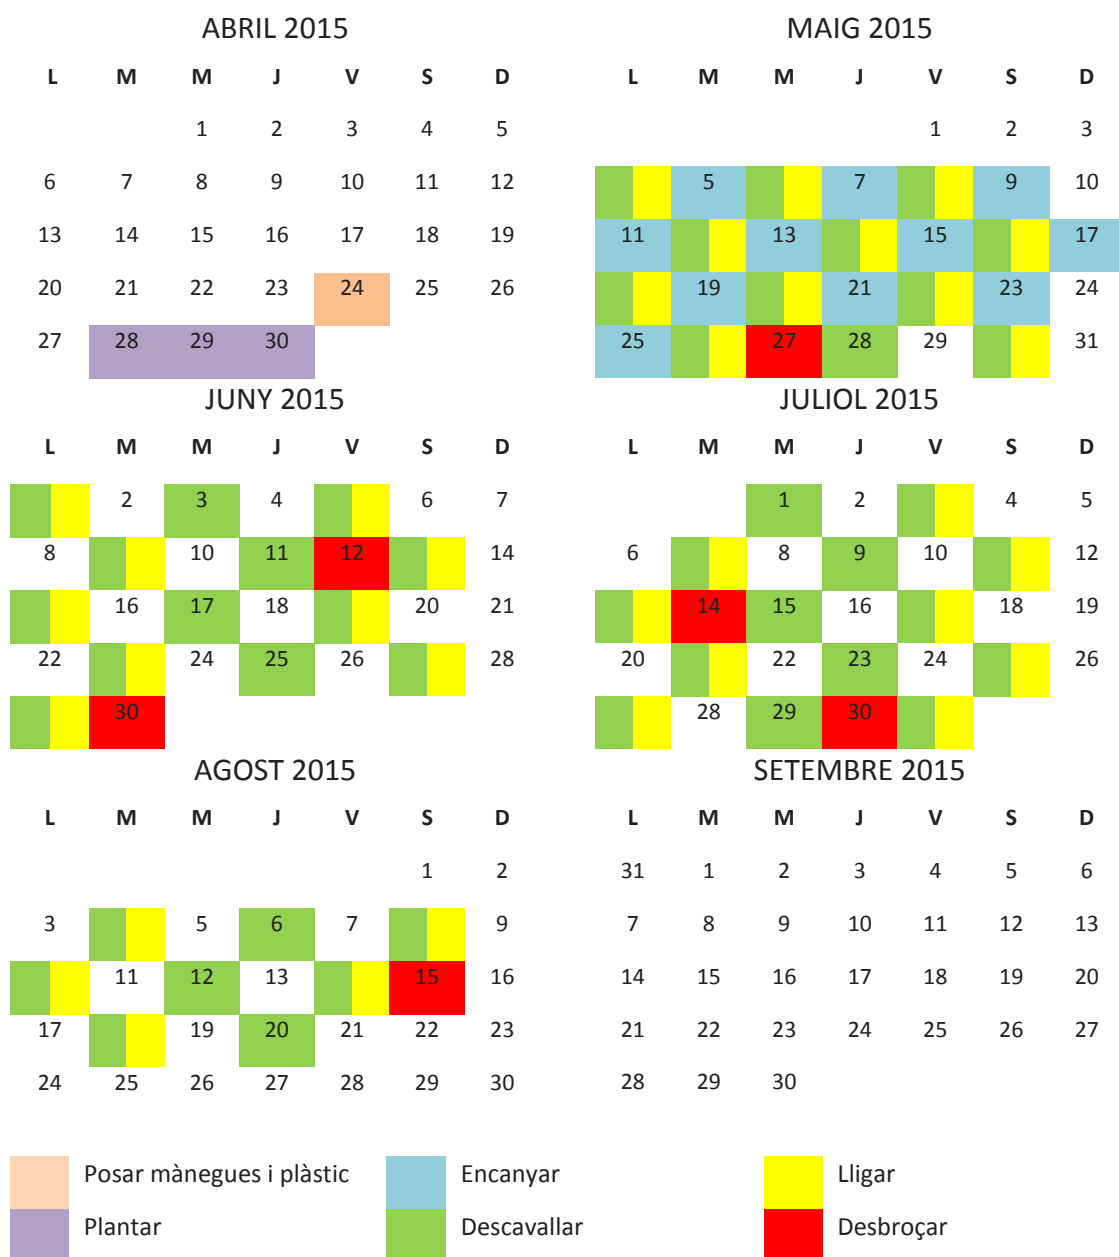 ABRIL 2015
L M M J V S D
1 2 3 4 5
6 7 8 9 10 11 12
13 14 15 16 17 18 19
20 21 22 23 24 25 26
27 28 29 30
MAIG 2015
L M M J V S D
1 2 3
5 7 9 10
11 13 15 17
19 21 23 24
25 27 28 29 31
JUNY 2015
L M M J V S D
2 3 4 6 7
8 10 11 12 14
16 17 18 20 21
22 24 25 26 28
30
JULIOL 2015
L M M J V S D
1 2 4 5
6 8 9 10 12
14 15 16 18 19
20 22 23 24 26
28 29 30
AGOST 2015
L M M J V S D
1 2
3 5 6 7 9
11 12 13 15 16
17 19 20 21 22 23
24 25 26 27 28 29 30
SETEMBRE 2015
L M M J V S D
31 1 2 3 4 5 6
7 8 9 10 11 12 13
14 15 16 17 18 19 20
21 22 23 24 25 26 27
28 29 30
Posar mànegues i plàstic
Encanyar
Lligar
Plantar
Descavallar
Desbroçar